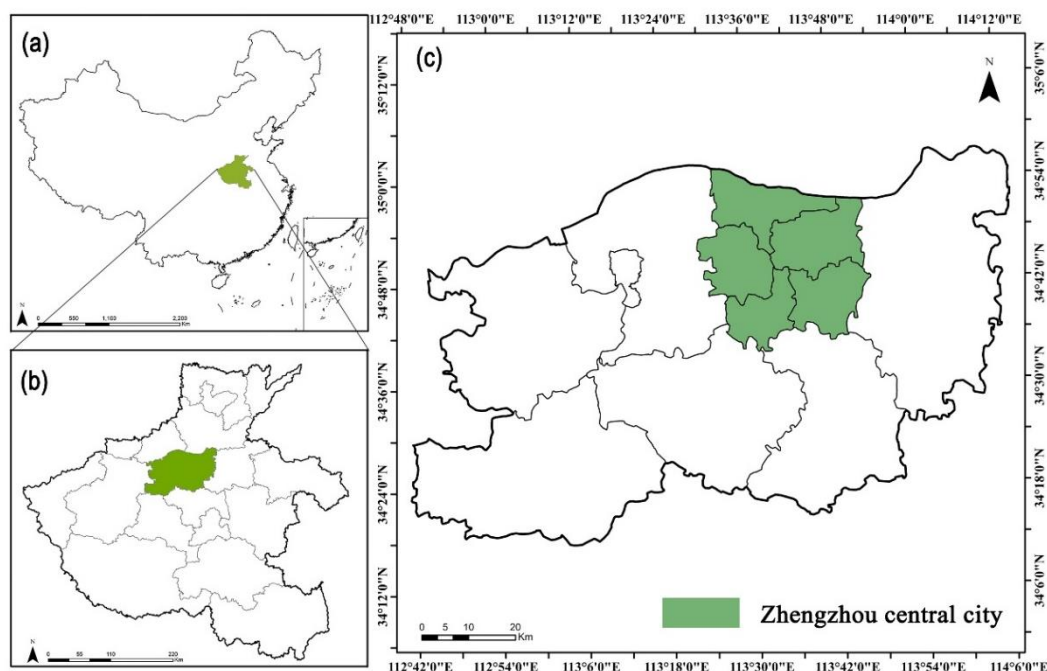 (a)
N
0 550 1,100 2,200
Km
(b)
N
0 55 110 220
Km
112°48'0"E 113°0'0"E 113°12'0"E 113°24'0"E 113°36'0"E 113°48'0"E 114°0'0"E 114°12'0"E
(c)
N
35°12'0"N
35°0'0"N
34°48'0"N
34°36'0"N
34°24'0"N
34°12'0"N
35°6'0"N
34°54'0"N
34°42'0"N
34°30'0"N
34°18'0"N
34°6'0"N
Zhengzhou central city
0 5 10 20
Km
112°42'0"E 112°54'0"E 113°6'0"E 113°18'0"E 113°30'0"E 113°42'0"E 113°54'0"E 114°6'0"E